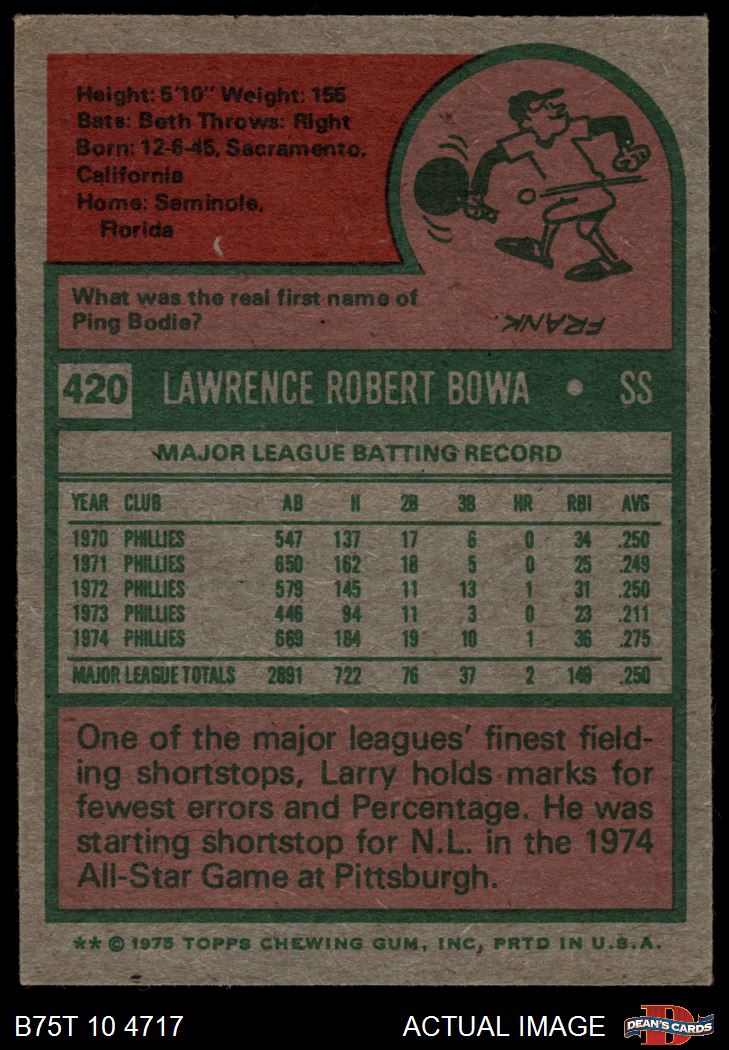 Height: 5'10" Weight: 155
Bats: Both Throws: Right
Born: 12-6-45, Sacramento,
California
Home: Seminole,
Florida
What was the real first name of
Ping Bodie?
FRANK.
420 LAWRENCE ROBERT BOWA • SS
MAJOR LEAGUE BATTING RECORD
YEAR CLUB AB H 2B 3B HR RBI AVG
1970 PHILLIES 547 137 17 6 0 34 .250
1971 PHILLIES 650 162 18 5 0 25 .249
1972 PHILLIES 579 145 11 13 1 31 .250
1973 PHILLIES 446 94 11 3 0 23 .211
1974 PHILLIES 669 184 19 10 1 36 .275
MAJOR LEAGUE TOTALS 2891 722 76 37 2 149 .250
One of the major leagues' finest field-
ing shortstops, Larry holds marks for
fewest errors and Percentage. He was
starting shortstop for N.L. in the 1974
All-Star Game at Pittsburgh.
** © 1975 TOPPS CHEWING GUM, INC, PRTD IN U.S.A.
B75T 10 4717 ACTUAL IMAGE DEAN'S CARDS